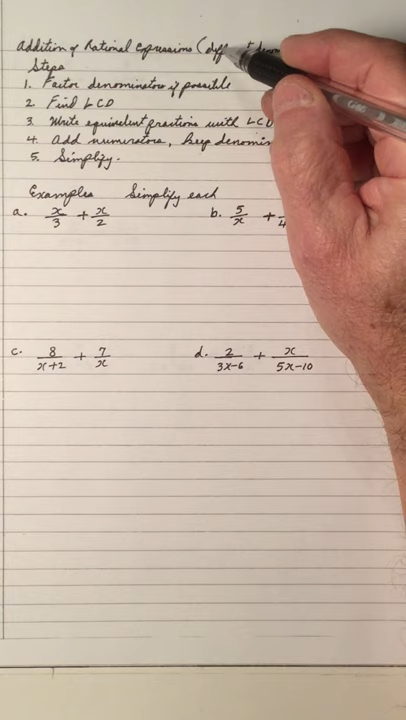 Addition of Rational Expressions (diff t denom
Steps
1. Factor denominators if possible
2. Find LCD
3. Write equivalent fractions with LCD
4. Add numerators, keep denomin
5. Simplify.
Examples Simplify each
a. x/3 + x/2 b. 5/x + /4
c. 8/(x+2) + 7/x d. 2/(3x-6) + x/(5x-10)